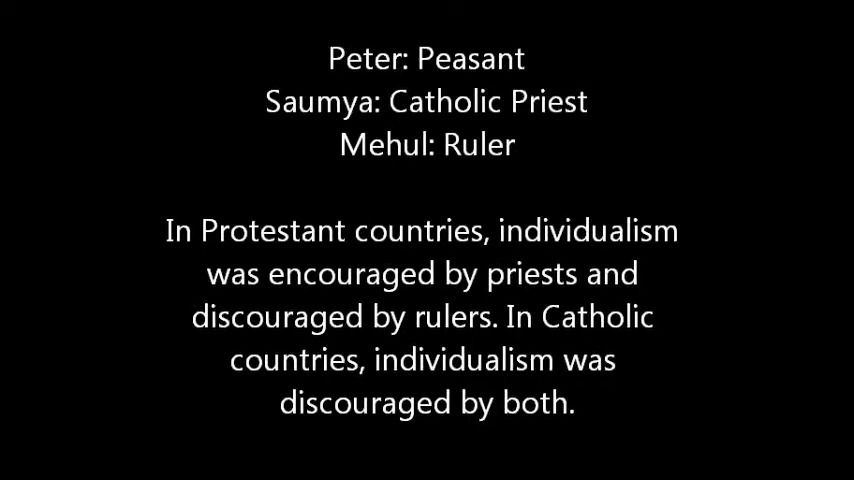 Peter: Peasant
Saumya: Catholic Priest
Mehul: Ruler
In Protestant countries, individualism
was encouraged by priests and
discouraged by rulers. In Catholic
countries, individualism was
discouraged by both.